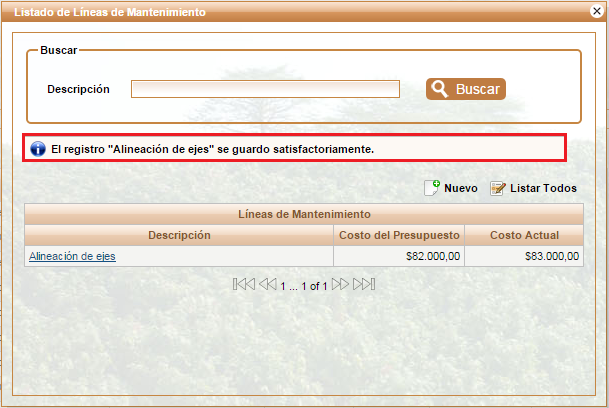 Listado de Líneas de Mantenimiento
Buscar
Descripción
Buscar
El registro "Alineación de ejes" se guardo satisfactoriamente.
Nuevo Listar Todos
Líneas de Mantenimiento
Descripción Costo del Presupuesto Costo Actual
Alineación de ejes $82.000,00 $83.000,00
1 ... 1 of 1